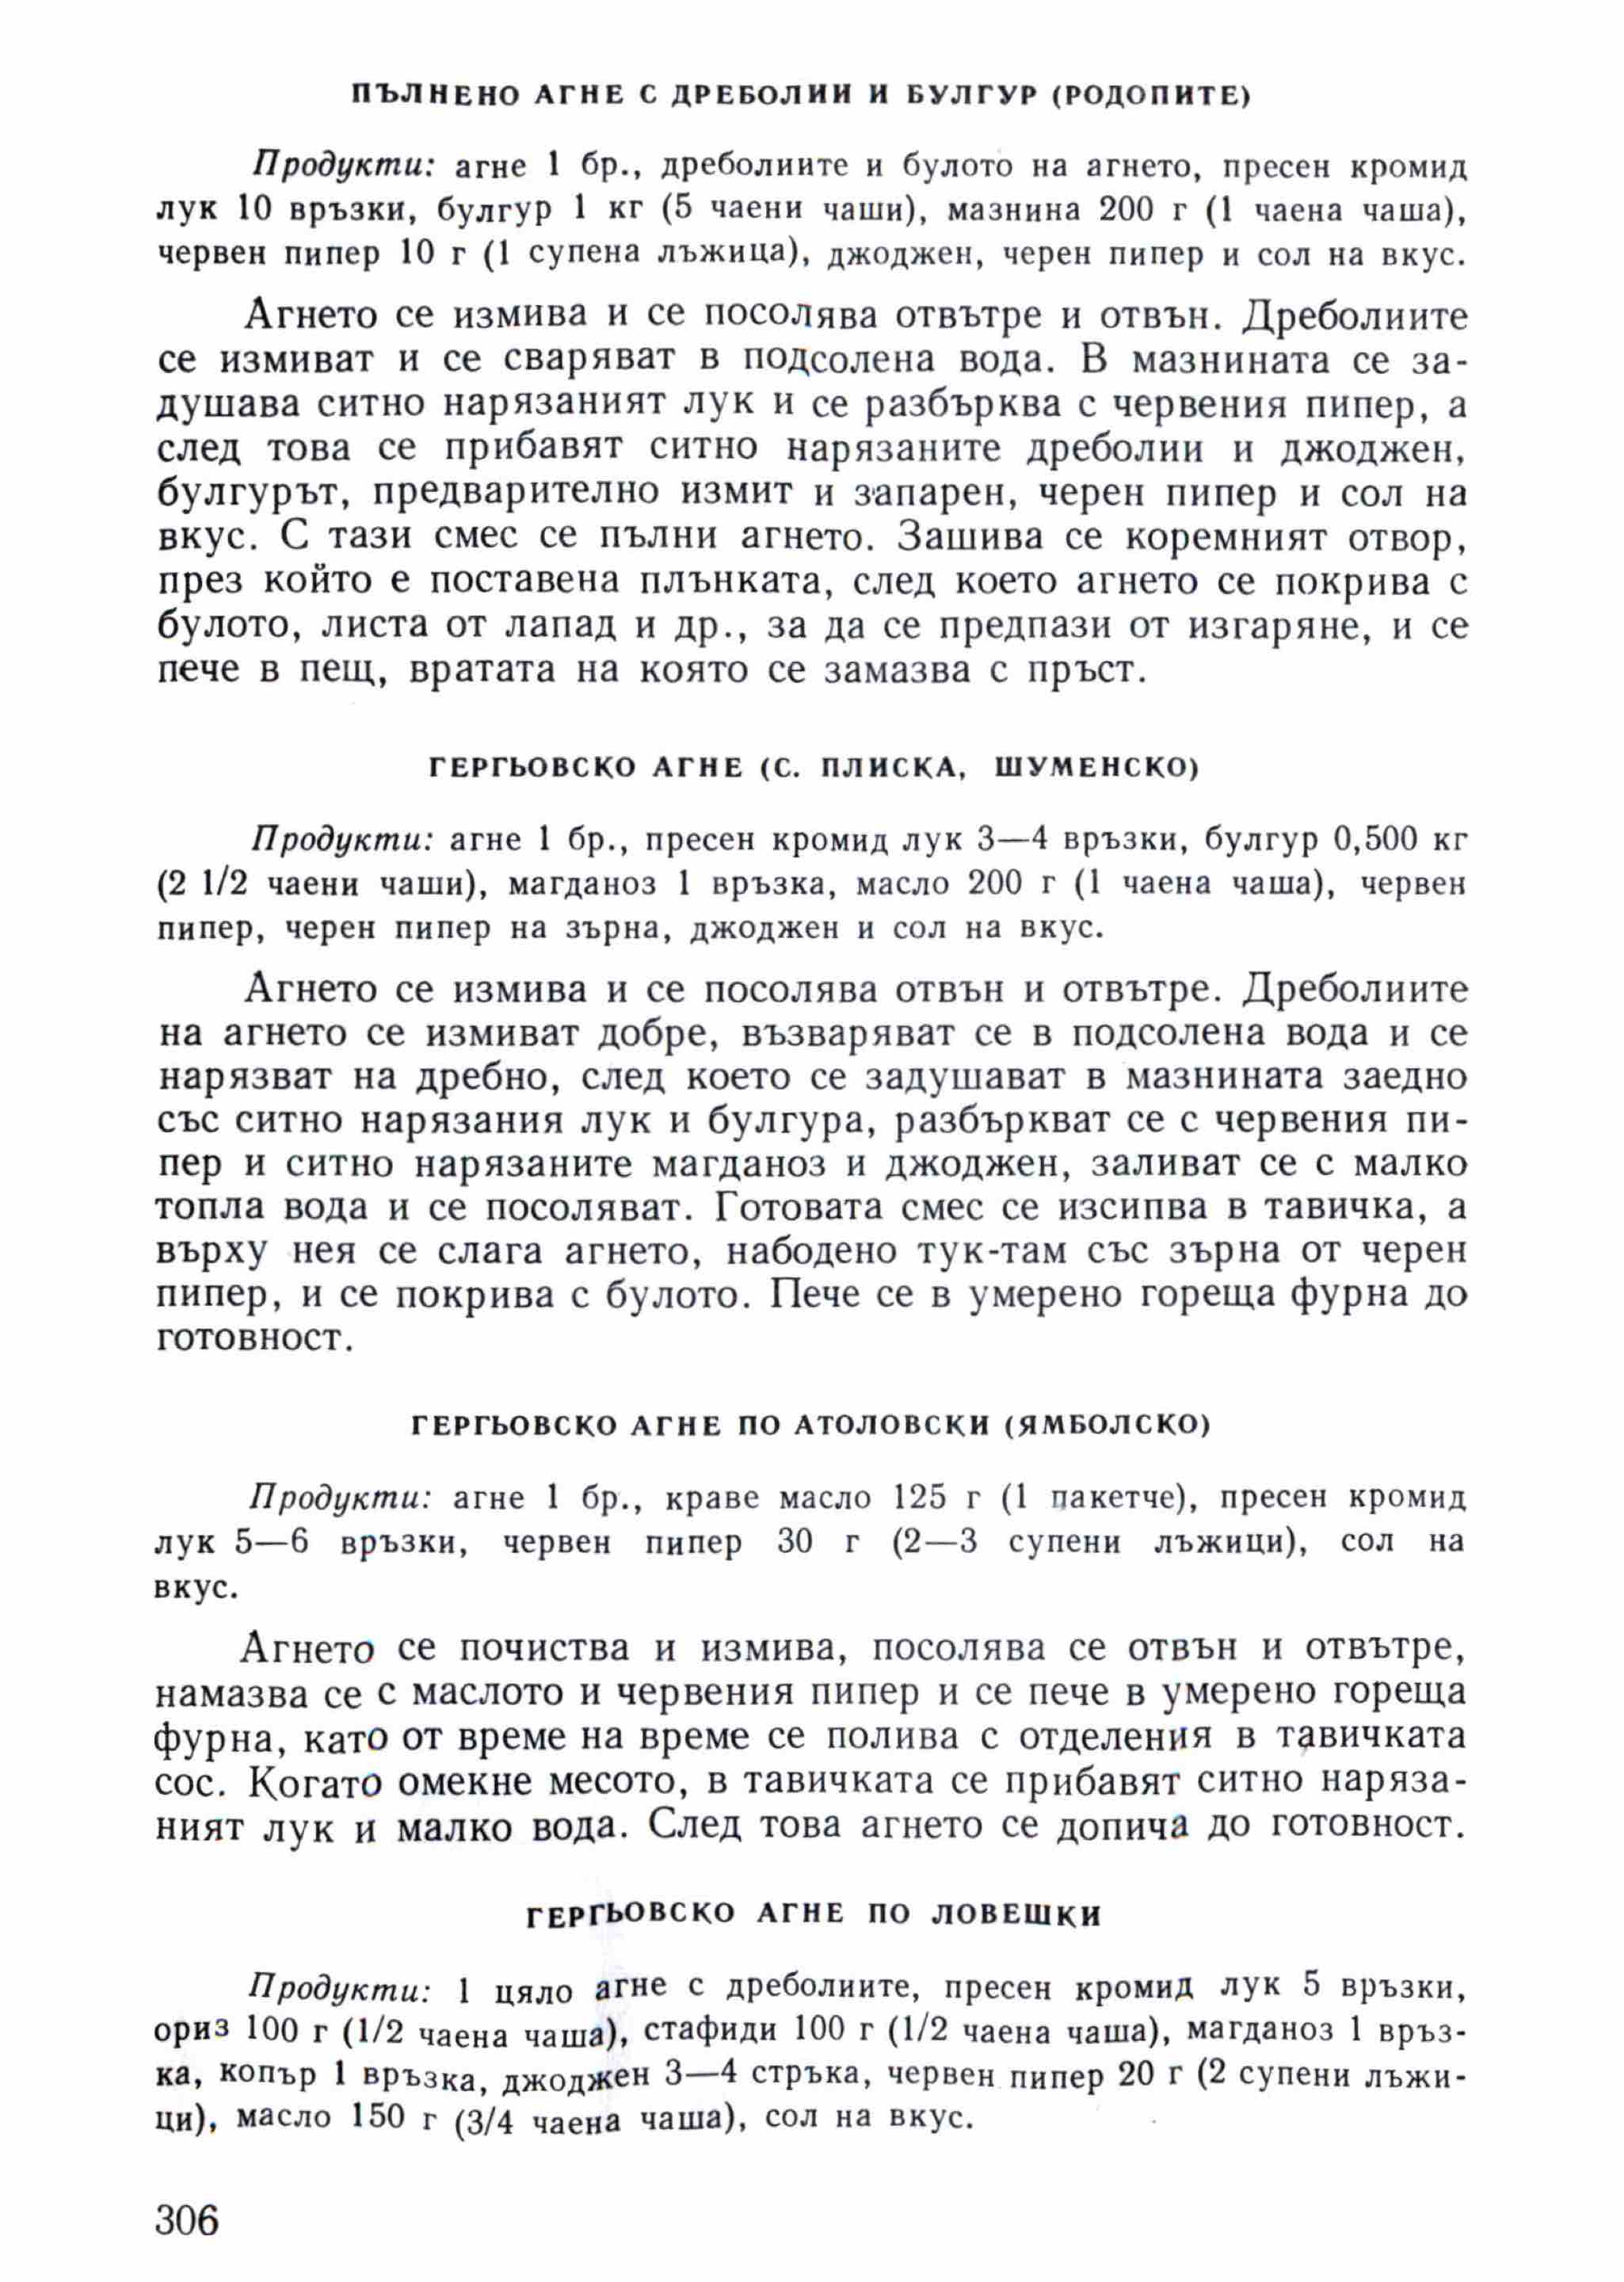 ПЪЛНЕНО АГНЕ С ДРЕБОЛИИ И БУЛГУР (РОДОПИТЕ)
Продукти: агне 1 бр., дреболиите и булото на агнето, пресен кромид
лук 10 връзки, булгур 1 кг (5 чаени чаши), мазнина 200 г (1 чаена чаша),
червен пипер 10 г (1 супена лъжица), джоджен, черен пипер и сол на вкус.
Агнето се измива и се посолява отвътре и отвън. Дреболиите
се измиват и се сваряват в подсолена вода. В мазнината се за-
душава ситно нарязаният лук и се разбърква с червения пипер, а
след това се прибавят ситно нарязаните дреболии и джоджен,
булгурът, предварително измит и запарен, черен пипер и сол на
вкус. С тази смес се пълни агнето. Зашива се коремният отвор,
през който е поставена плънката, след което агнето се покрива с
булото, листа от лапад и др., за да се предпази от изгаряне, и се
пече в пещ, вратата на която се замазва с пръст.
ГЕРГЬОВСКО АГНЕ (С. ПЛИСКА, ШУМЕНСКО)
Продукти: агне 1 бр., пресен кромид лук 3—4 връзки, булгур 0,500 кг
(2 1/2 чаени чаши), магданоз 1 връзка, масло 200 г (1 чаена чаша), червен
пипер, черен пипер на зърна, джоджен и сол на вкус.
Агнето се измива и се посолява отвън и отвътре. Дреболиите
на агнето се измиват добре, възваряват се в подсолена вода и се
нарязват на дребно, след което се задушават в мазнината заедно
със ситно нарязания лук и булгура, разбъркват се с червения пи-
пер и ситно нарязаните магданоз и джоджен, заливат се с малко
топла вода и се посоляват. Готовата смес се изсипва в тавичка, а
върху нея се слага агнето, набодено тук-там със зърна от черен
пипер, и се покрива с булото. Пече се в умерено гореща фурна до
готовност.
ГЕРГЬОВСКО АГНЕ ПО АТОЛОВСКИ (ЯМБОЛСКО)
Продукти: агне 1 бр., краве масло 125 г (1 пакетче), пресен кромид
лук 5—6 връзки, червен пипер 30 г (2—3 супени лъжици), сол на
вкус.
Агнето се почиства и измива, посолява се отвън и отвътре,
намазва се с маслото и червения пипер и се пече в умерено гореща
фурна, като от време на време се полива с отделения в тавичката
сос. Когато омекне месото, в тавичката се прибавят ситно наряза-
ният лук и малко вода. След това агнето се допича до готовност.
ГЕРГЬОВСКО АГНЕ ПО ЛОВЕШКИ
Продукти: 1 цяло агне с дреболиите, пресен кромид лук 5 връзки,
ориз 100 г (1/2 чаена чаша), стафиди 100 г (1/2 чаена чаша), магданоз 1 връз-
ка, копър 1 връзка, джоджен 3—4 стръка, червен пипер 20 г (2 супени лъжи-
ци), масло 150 г (3/4 чаена чаша), сол на вкус.
306